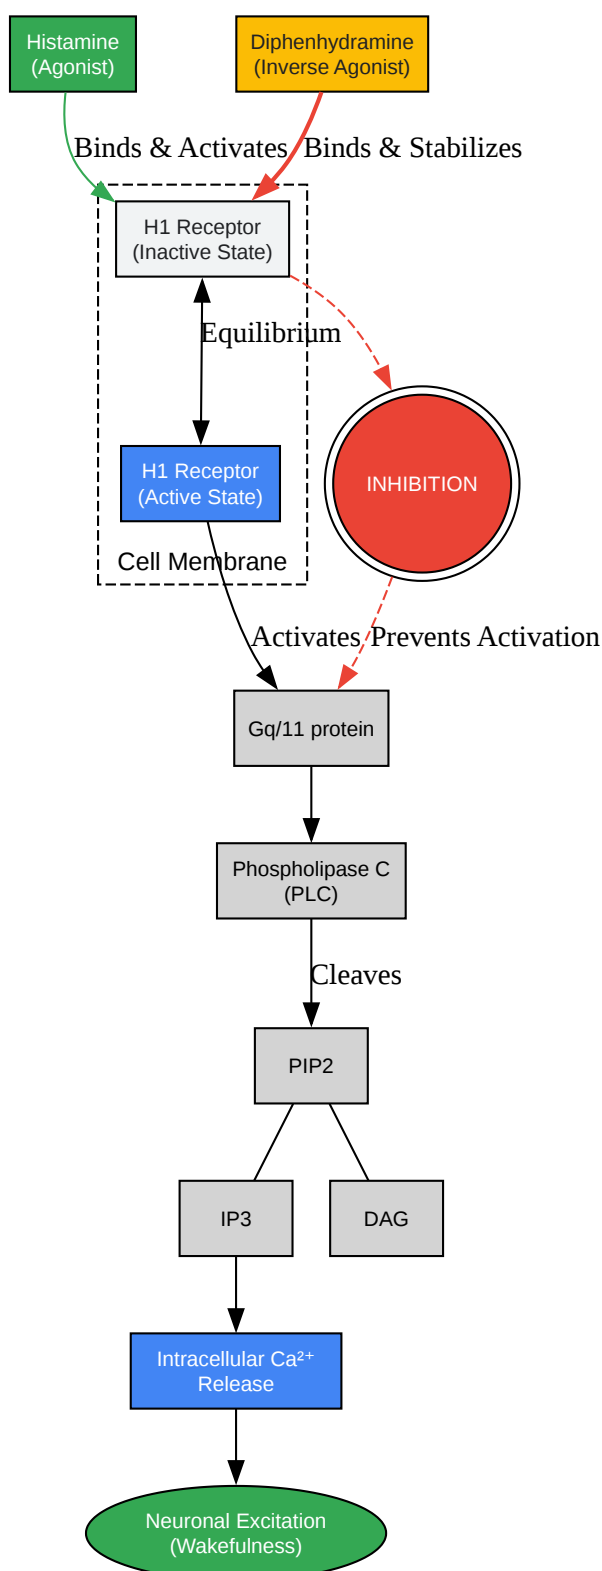 Histamine
(Agonist)
Diphenhydramine
(Inverse Agonist)
Binds & Activates
Binds & Stabilizes
H1 Receptor
(Inactive State)
Equilibrium
H1 Receptor
(Active State)
INHIBITION
Cell Membrane
Activates
Prevents Activation
Gq/11 protein
Phospholipase C
(PLC)
Cleaves
PIP2
IP3
DAG
Intracellular Ca²⁺
Release
Neuronal Excitation
(Wakefulness)